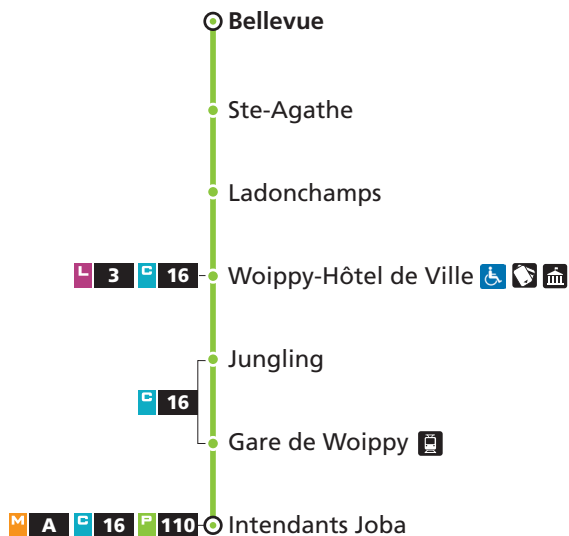 Bellevue
Ste-Agathe
Ladonchamps
L 3 C 16 Woippy-Hôtel de Ville
Jungling
C 16
Gare de Woippy
M A C 16 P 110 Intendants Joba